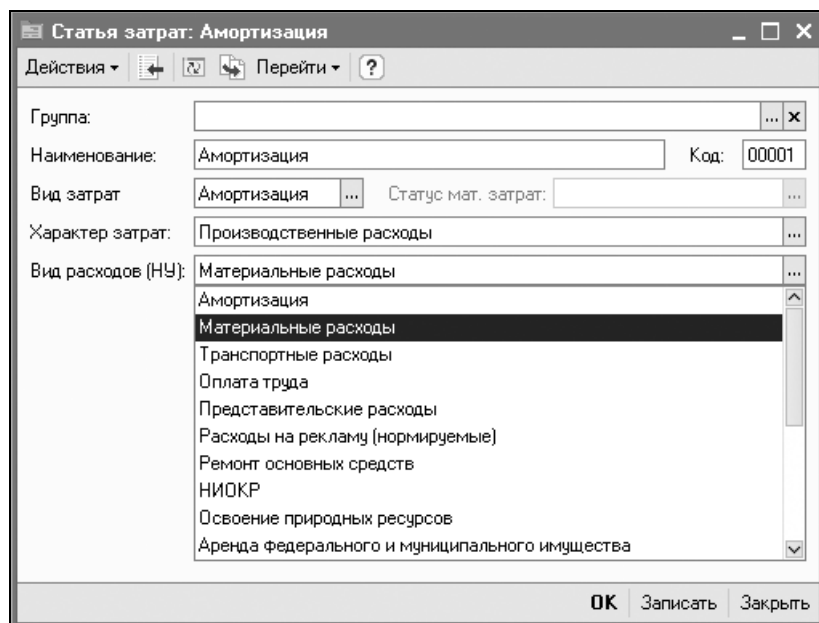 Статья затрат: Амортизация
Действия Перейти ?
Группа: ... x
Наименование: Амортизация Код: 00001
Вид затрат Амортизация ... Статус мат. затрат: ...
Характер затрат: Производственные расходы ...
Вид расходов (НУ): Материальные расходы ...
Амортизация
Материальные расходы
Транспортные расходы
Оплата труда
Представительские расходы
Расходы на рекламу (нормируемые)
Ремонт основных средств
НИОКР
Освоение природных ресурсов
Аренда федерального и муниципального имущества
OK Записать Закрыть